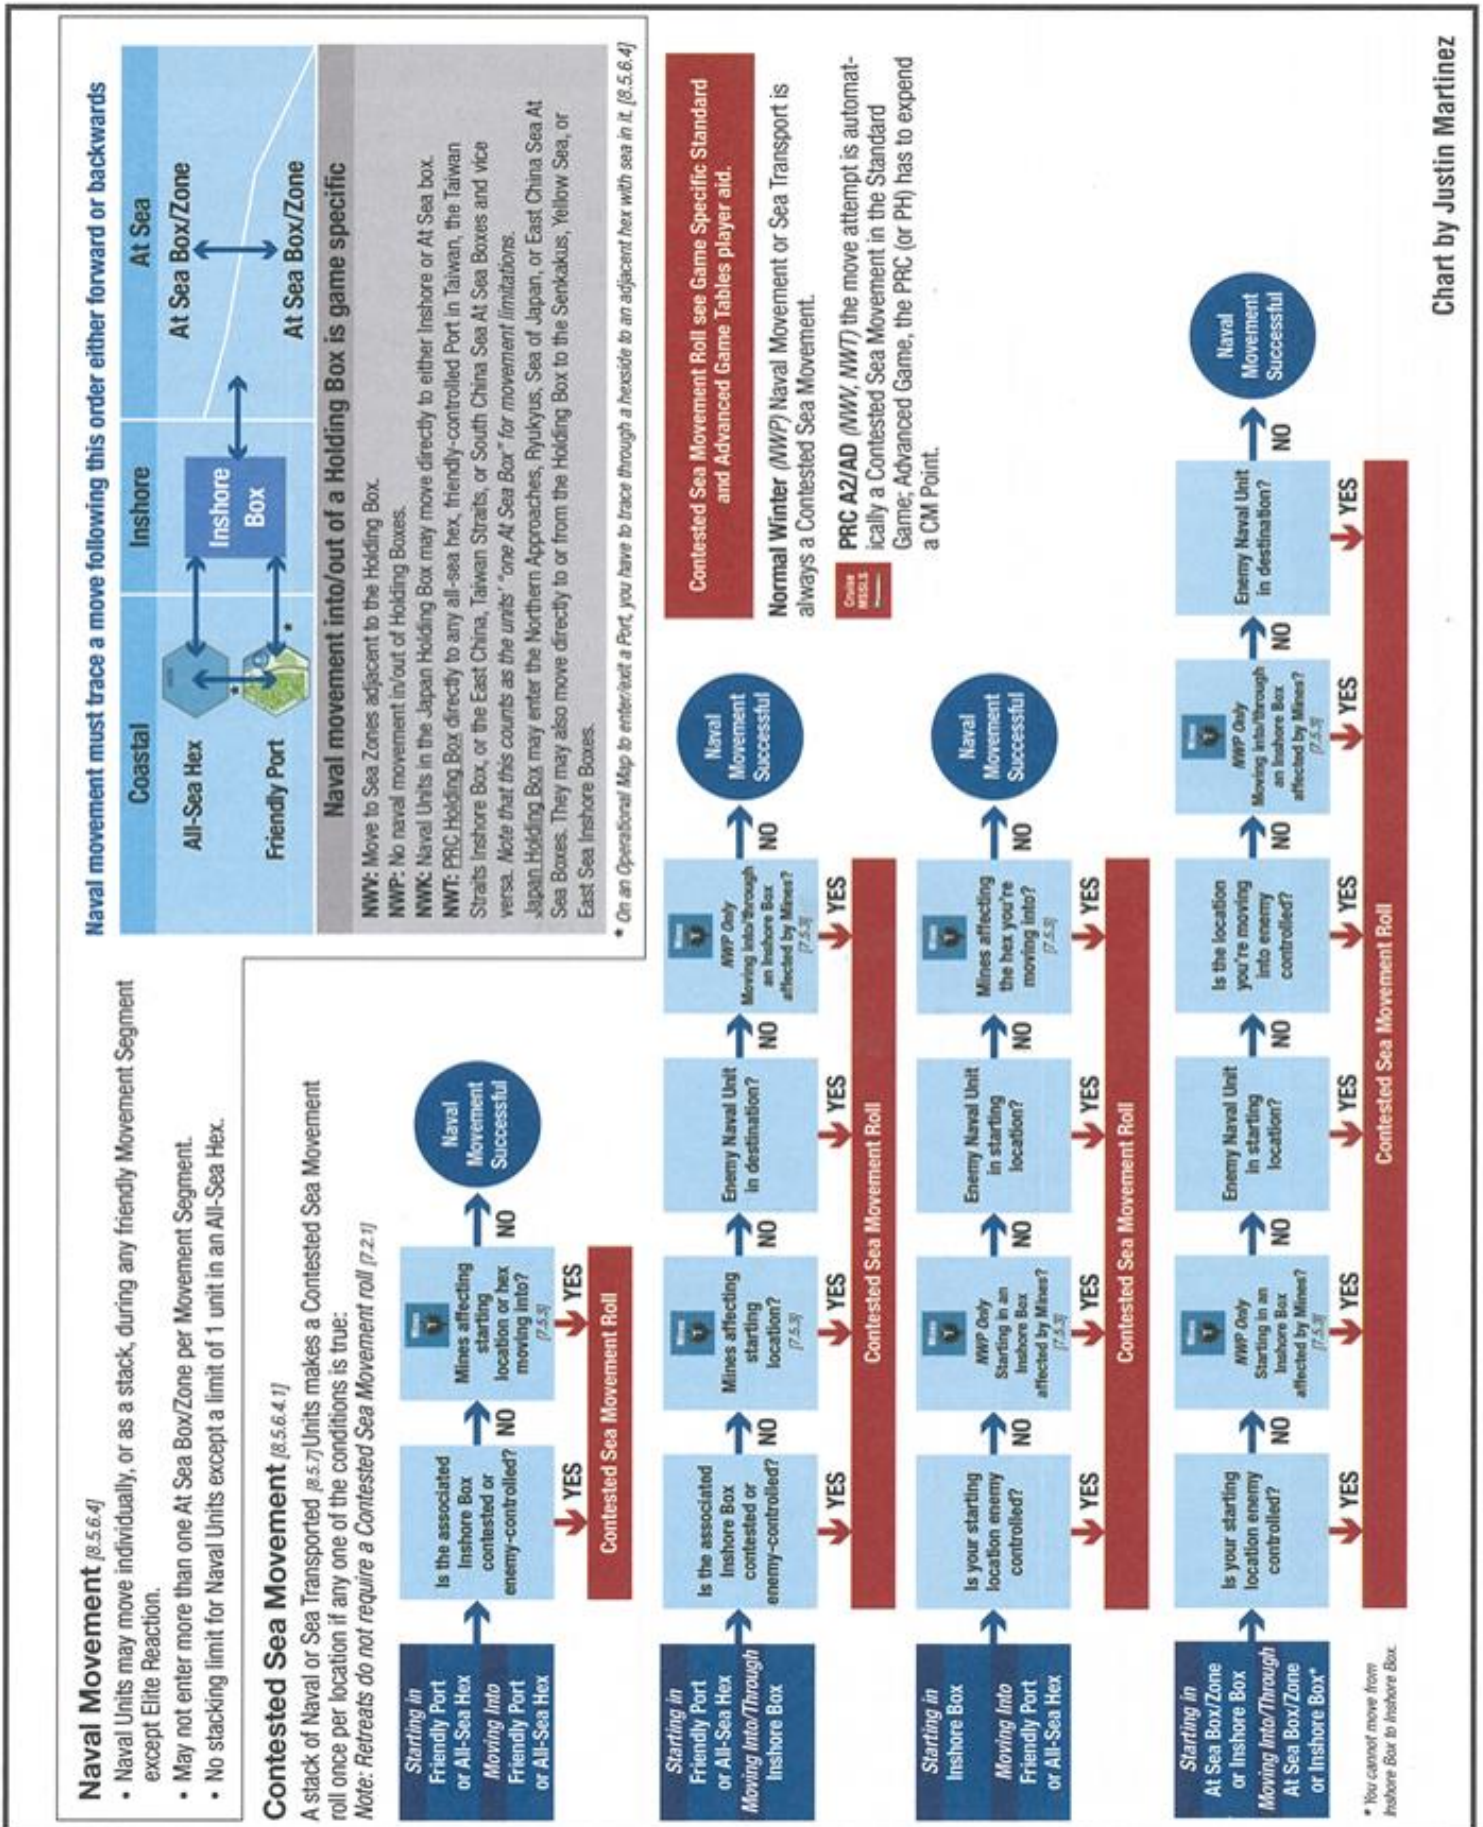 Naval Movement [8.5.6.4]
• Naval Units may move individually, or as a stack, during any friendly Movement Segment
except Elite Reaction.
• May not enter more than one At Sea Box/Zone per Movement Segment.
• No stacking limit for Naval Units except a limit of 1 unit in an All-Sea Hex.
Naval movement must trace a move following this order either forward or backwards
Coastal
Inshore
At Sea
All-Sea Hex
Inshore
Box
At Sea Box/Zone
Friendly Port
*
*
At Sea Box/Zone
Naval movement into/out of a Holding Box is game specific
NWV: Move to Sea Zones adjacent to the Holding Box.
NWP: No naval movement in/out of Holding Boxes.
NWK: Naval Units in the Japan Holding Box may move directly to either Inshore or At Sea box.
NWT: PRC Holding Box directly to any all-sea hex, friendly-controlled Port in Taiwan, the Taiwan
Straits Inshore Box, or the East China, Taiwan Straits, or South China Sea At Sea Boxes and vice
versa. Note that this counts as the units' "one At Sea Box" for movement limitations.
Japan Holding Box may enter the Northern Approaches, Ryukyus, Sea of Japan, or East China Sea At
Sea Boxes. They may also move directly to or from the Holding Box to the Senkakus, Yellow Sea, or
East Sea Inshore Boxes.
* On an Operational Map to enter/exit a Port, you have to trace through a hexside to an adjacent hex with sea in it. [8.5.6.4]
Contested Sea Movement [8.5.6.4.1]
A stack of Naval or Sea Transported [8.5.7] Units makes a Contested Sea Movement
roll once per location if any one of the conditions is true:
Note: Retreats do not require a Contested Sea Movement roll [7.2.1]
Starting in
Friendly Port
or All-Sea Hex
Moving Into
Friendly Port
or All-Sea Hex
Is the associated
Inshore Box
contested or
enemy-controlled?
NO
YES
Mines affecting
starting
location or hex
moving into?
[7.5.3]
NO
YES
Naval
Movement
Successful
Contested Sea Movement Roll
Contested Sea Movement Roll see Game Specific Standard
and Advanced Game Tables player aid.
Normal Winter (NWP) Naval Movement or Sea Transport is
always a Contested Sea Movement.
Cruise
MSSLS
PRC A2/AD (NWV, NWT) the move attempt is automat-
ically a Contested Sea Movement in the Standard
Game; Advanced Game, the PRC (or PH) has to expend
a CM Point.
Starting in
Friendly Port
or All-Sea Hex
Moving Into/Through
Inshore Box
Is the associated
Inshore Box
contested or
enemy-controlled?
NO
YES
Mines affecting
starting
location?
[7.5.3]
NO
YES
Enemy Naval Unit
in destination?
NO
YES
NWP Only
Moving into/through
an Inshore Box
affected by Mines?
[7.5.3]
NO
YES
Naval
Movement
Successful
Contested Sea Movement Roll
Starting in
Inshore Box
Moving Into
Friendly Port
or All-Sea Hex
Is your starting
location enemy
controlled?
NO
YES
NWP Only
Starting in an
Inshore Box
affected by Mines?
[7.5.3]
NO
YES
Enemy Naval Unit
in starting
location?
NO
YES
Mines affecting
the hex you're
moving into?
[7.5.3]
NO
YES
Naval
Movement
Successful
Contested Sea Movement Roll
Starting in
At Sea Box/Zone
or Inshore Box
Moving Into/Through
At Sea Box/Zone
or Inshore Box*
Is your starting
location enemy
controlled?
NO
YES
NWP Only
Starting in an
Inshore Box
affected by Mines?
[7.5.3]
NO
YES
Enemy Naval Unit
in starting
location?
NO
YES
Is the location
you're moving
into enemy
controlled?
NO
YES
NWP Only
Moving into/through
an Inshore Box
affected by Mines?
[7.5.3]
NO
YES
Enemy Naval Unit
in destination?
NO
YES
Naval
Movement
Successful
Contested Sea Movement Roll
* You cannot move from
Inshore Box to Inshore Box.
Chart by Justin Martinez